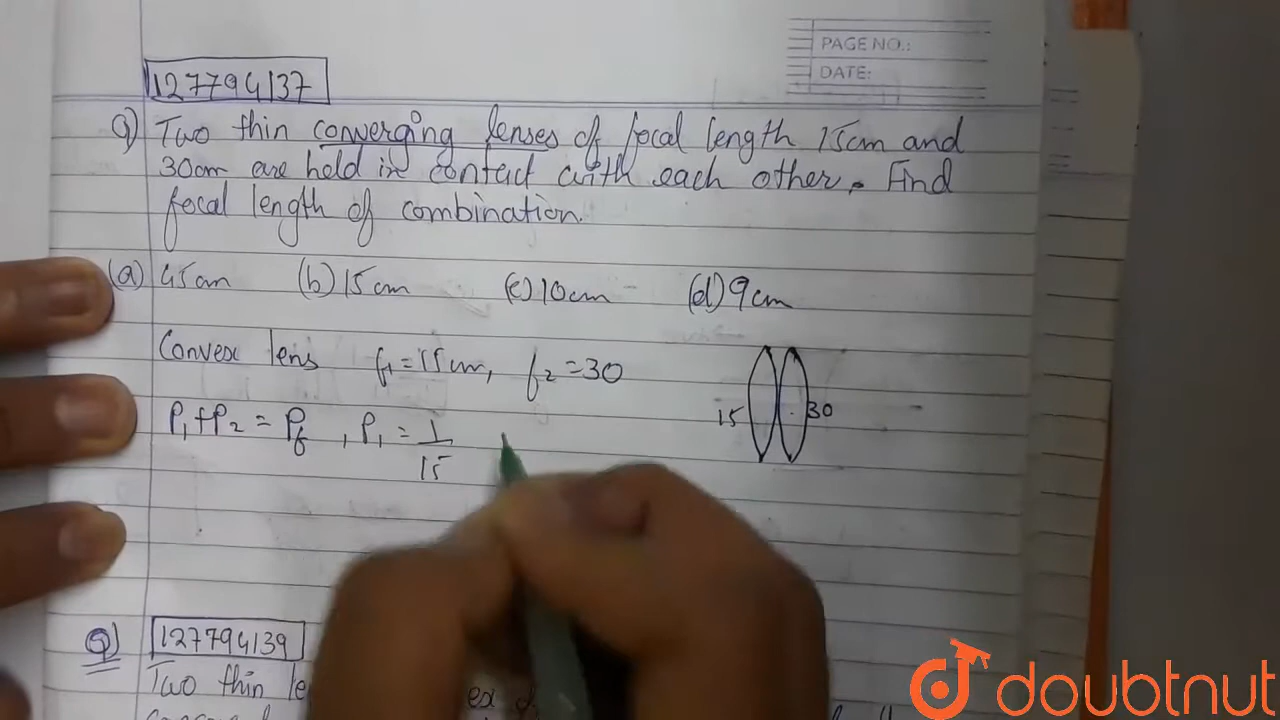 PAGE NO.:
DATE:
127794137
Q) Two thin converging lenses of focal length 15cm and
30cm are held in contact with each other. Find
focal length of combination.
(a) 45cm (b) 15cm (c) 10cm (d) 9cm
Convex lens f₁=15cm, f₂=30
P₁+P₂ = Pf , P₁ = 1/15
15 30
Q) 127794139
Two thin
doubtnut